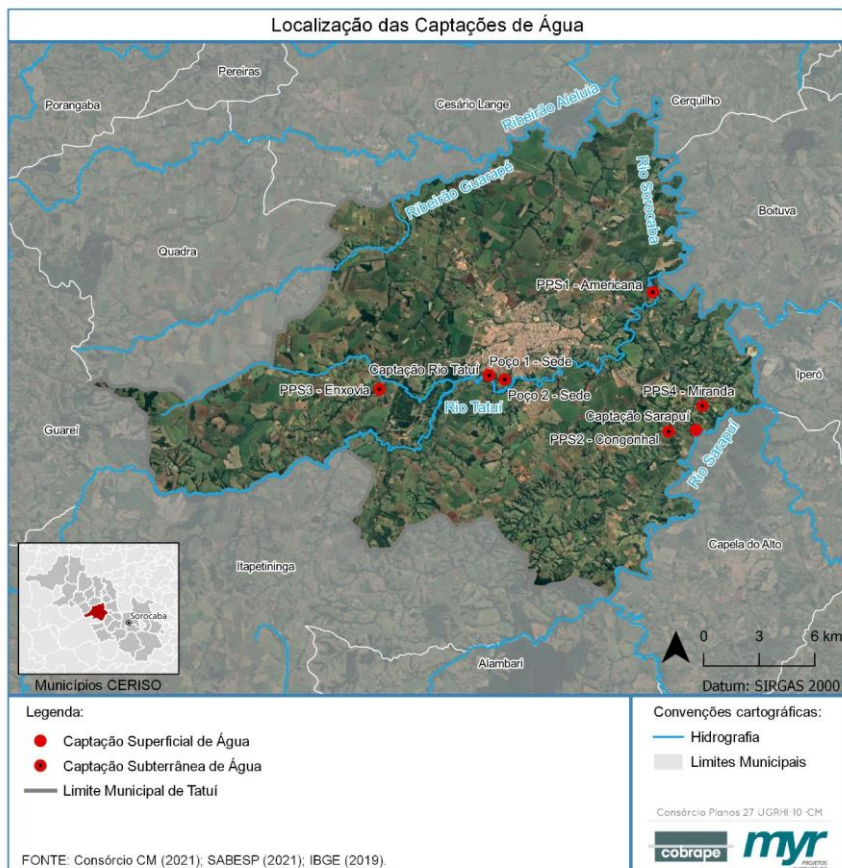 Localização das Captações de Água
Pereiras
Porangaba
Cesário Lange
Ribeirão Aleluia
Cerquilho
Ribeirão Guarapé
Rio Sorocaba
Boituva
Quadra
PPS1 - Americana
Captação Rio Tatuí
Poço 1 - Sede
Iperó
PPS3 - Enxovia
Poço 2 - Sede
PPS4 - Miranda
Rio Tatuí
Captação Sarapuí
Guareí
PPS2 - Congonhal
Rio Sarapuí
Itapetininga
Capela do Alto
Sorocaba
Municípios CERISO
Alambari
0 3 6 km
Datum: SIRGAS 2000
Legenda:
Captação Superficial de Água
Captação Subterrânea de Água
Limite Municipal de Tatuí
FONTE: Consórcio CM (2021); SABESP (2021); IBGE (2019).
Convenções cartográficas:
Hidrografia
Limites Municipais
Consórcio Planos 27 UGRHI-10-CM
cobrape
myr
PROJETOS